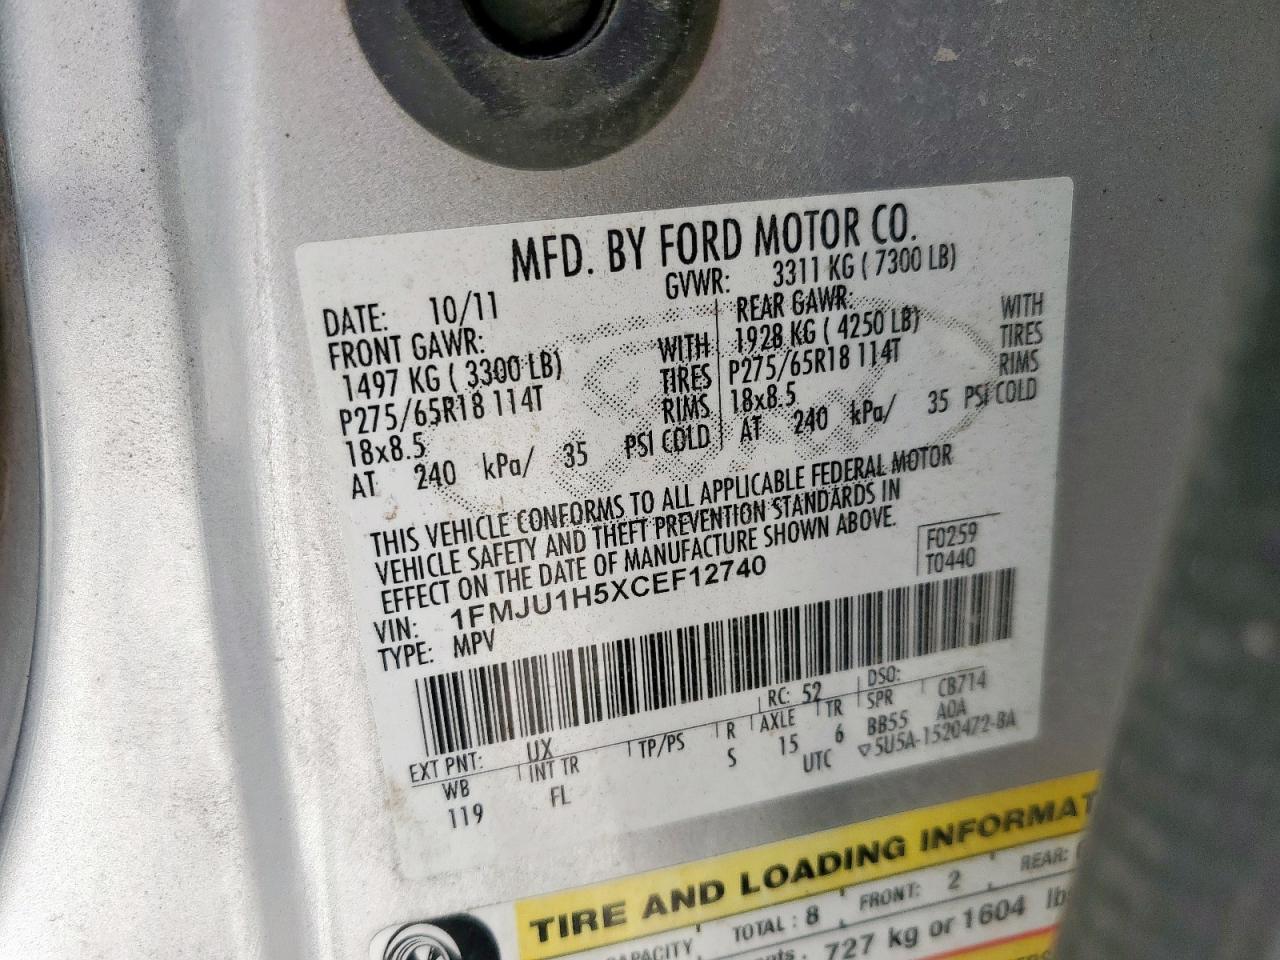 MFD. BY FORD MOTOR CO.
DATE: 10/11 GVWR: 3311 KG ( 7300 LB)
FRONT GAWR: REAR GAWR:
1497 KG ( 3300 LB) WITH 1928 KG ( 4250 LB) WITH
P275/65R18 114T TIRES P275/65R18 114T TIRES
18x8.5 RIMS 18x8.5 RIMS
AT 240 kPa/ 35 PSI COLD AT 240 kPa/ 35 PSI COLD
THIS VEHICLE CONFORMS TO ALL APPLICABLE FEDERAL MOTOR
VEHICLE SAFETY AND THEFT PREVENTION STANDARDS IN
EFFECT ON THE DATE OF MANUFACTURE SHOWN ABOVE.
F0259
T0440
VIN: 1FMJU1H5XCEF12740
TYPE: MPV
EXT PNT: UX RC: 52 DSO: CB714
WB INT TR TP/PS R AXLE TR SPR
119 FL S 15 6 BB55 A0A
UTC ▽5U5A-1520472-BA
TIRE AND LOADING INFORMAT
TOTAL : 8 FRONT: 2 REAR:
727 kg or 1604